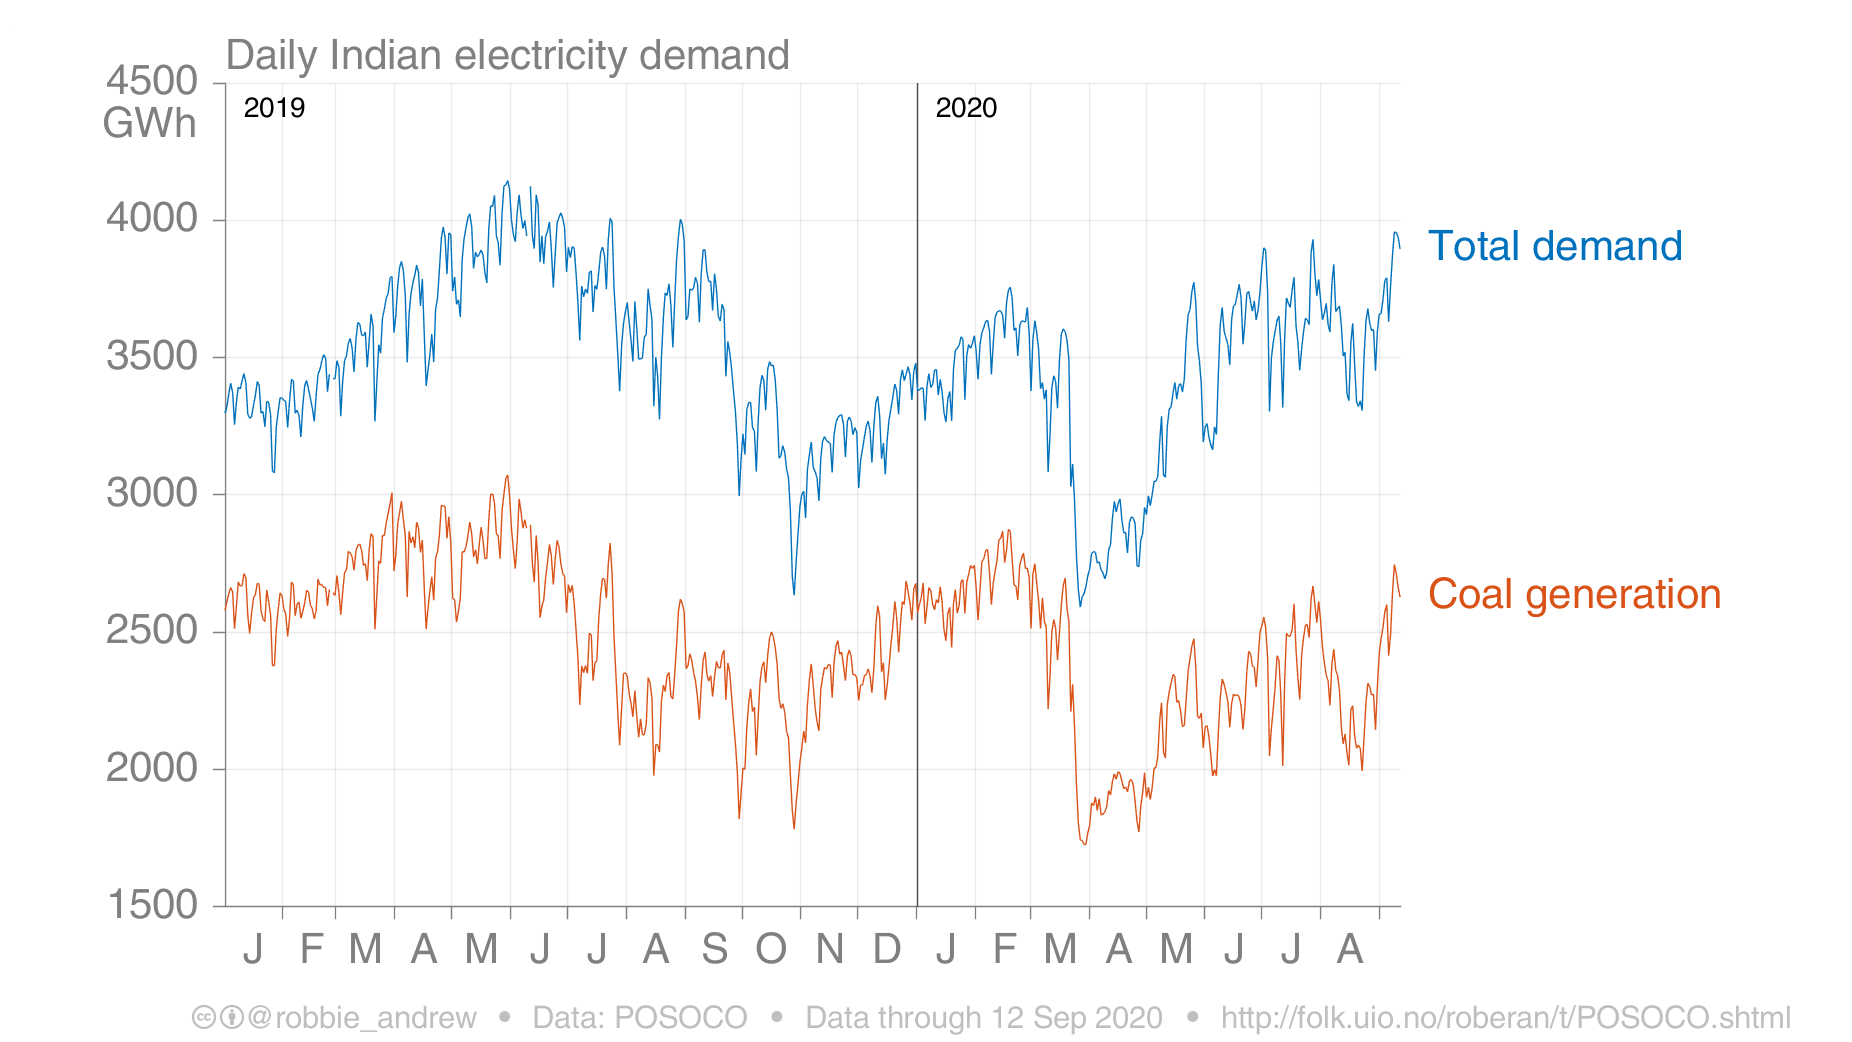 Daily Indian electricity demand
4500
GWh
2019
2020
4000
Total demand
3500
3000
Coal generation
2500
2000
1500
J F M A M J J A S O N D J F M A M J J A
cc @robbie_andrew • Data: POSOCO • Data through 12 Sep 2020 • http://folk.uio.no/roberan/t/POSOCO.shtml